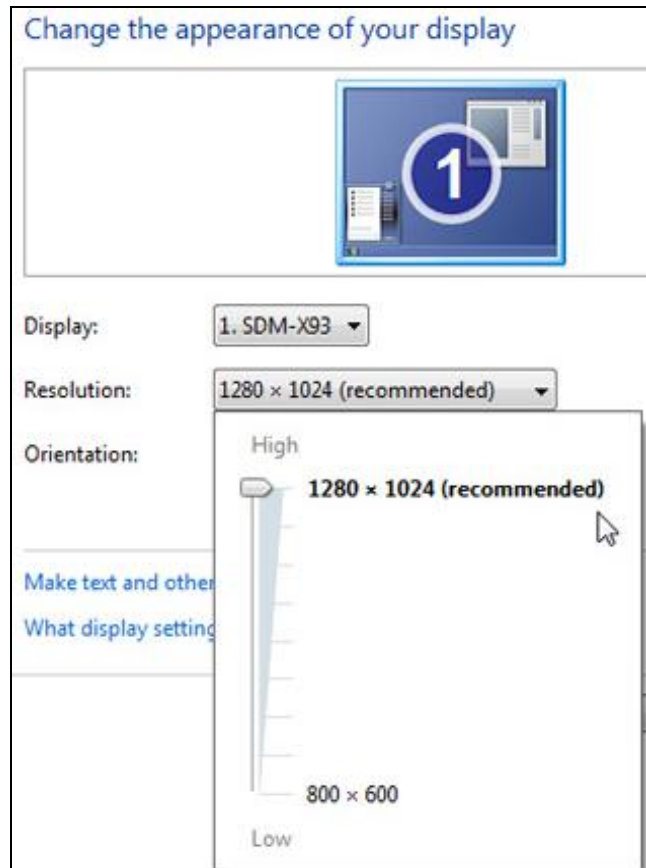 Change the appearance of your display
1
Display: 1. SDM-X93
Resolution: 1280 × 1024 (recommended)
Orientation:
High
1280 × 1024 (recommended)
Make text and other
What display setting
800 × 600
Low